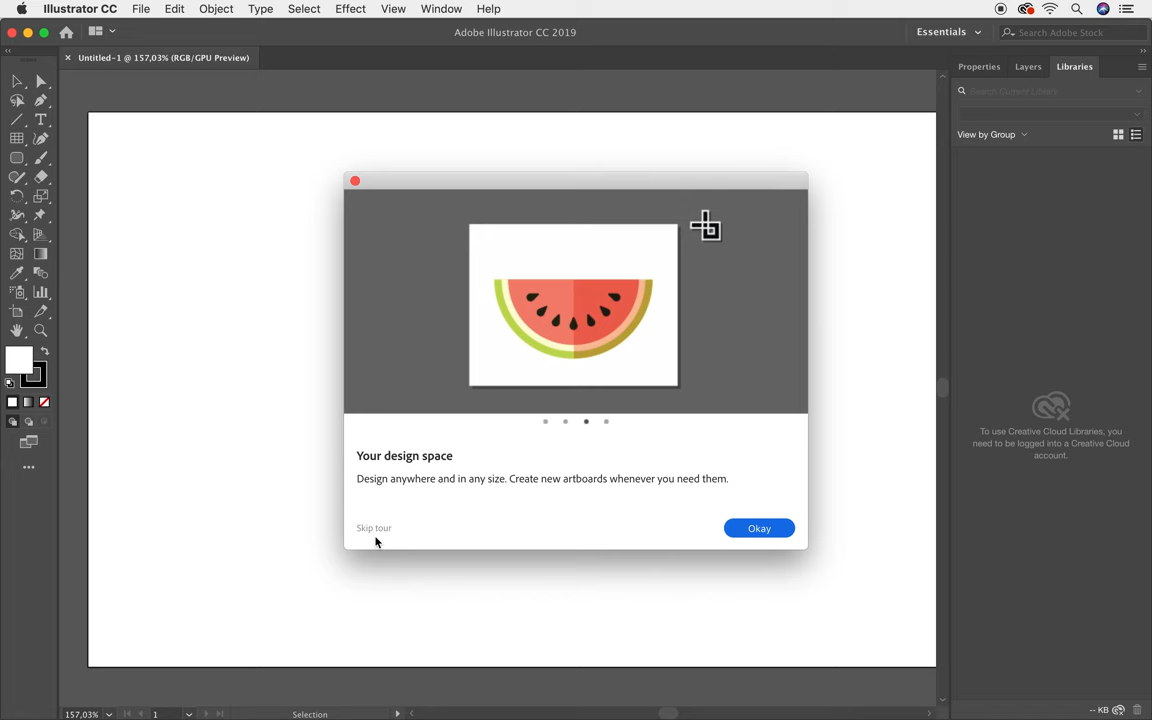 Illustrator CC File Edit Object Type Select Effect View Window Help
Adobe Illustrator CC 2019
Essentials
Search Adobe Stock
× Untitled-1 @ 157,03% (RGB/GPU Preview)
Properties Layers Libraries
Search Current Library
View by Group
Your design space
Design anywhere and in any size. Create new artboards whenever you need them.
Skip tour
Okay
To use Creative Cloud Libraries, you
need to be logged into a Creative Cloud
account.
157,03% 1 Selection
-- KB